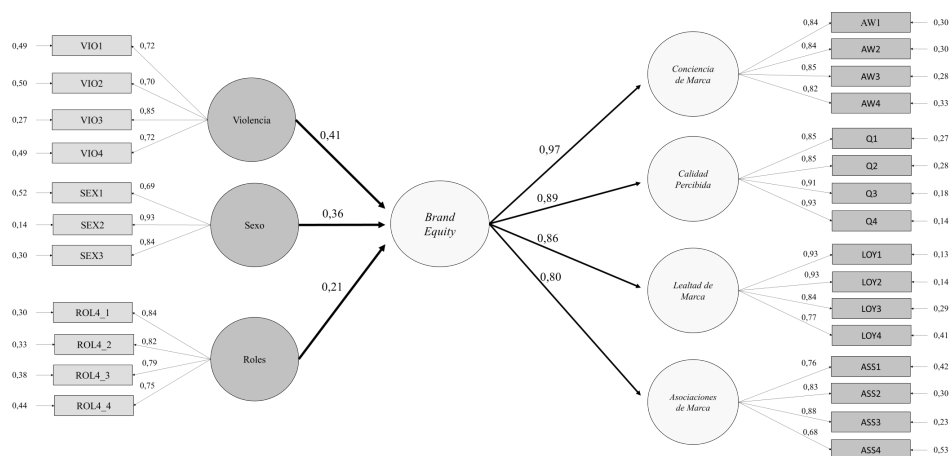 0,49 VIO1 0,72
0,50 VIO2 0,70
0,27 VIO3 0,85
0,49 VIO4 0,72
Violencia
0,52 SEX1 0,69
0,14 SEX2 0,93
0,30 SEX3 0,84
Sexo
0,30 ROL4_1 0,84
0,33 ROL4_2 0,82
0,38 ROL4_3 0,79
0,44 ROL4_4 0,75
Roles
0,41
0,36
0,21
Brand
Equity
0,97
0,89
0,86
0,80
Conciencia
de Marca
0,84 AW1 0,30
0,84 AW2 0,30
0,85 AW3 0,28
0,82 AW4 0,33
Calidad
Percibida
0,85 Q1 0,27
0,85 Q2 0,28
0,91 Q3 0,18
0,93 Q4 0,14
Lealtad de
Marca
0,93 LOY1 0,13
0,93 LOY2 0,14
0,84 LOY3 0,29
0,77 LOY4 0,41
Asociaciones
de Marca
0,76 ASS1 0,42
0,83 ASS2 0,30
0,88 ASS3 0,23
0,68 ASS4 0,53